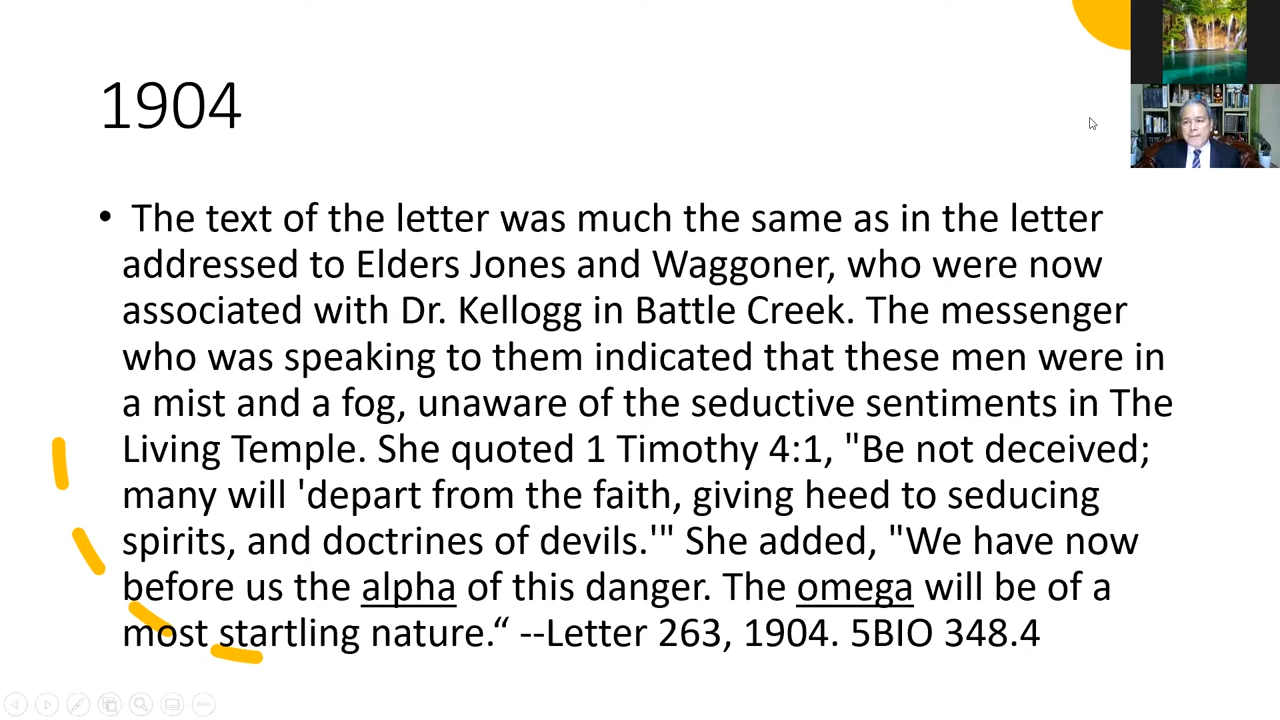 1904
• The text of the letter was much the same as in the letter
addressed to Elders Jones and Waggoner, who were now
associated with Dr. Kellogg in Battle Creek. The messenger
who was speaking to them indicated that these men were in
a mist and a fog, unaware of the seductive sentiments in The
Living Temple. She quoted 1 Timothy 4:1, "Be not deceived;
many will 'depart from the faith, giving heed to seducing
spirits, and doctrines of devils.'" She added, "We have now
before us the alpha of this danger. The omega will be of a
most startling nature.“ --Letter 263, 1904. 5BIO 348.4